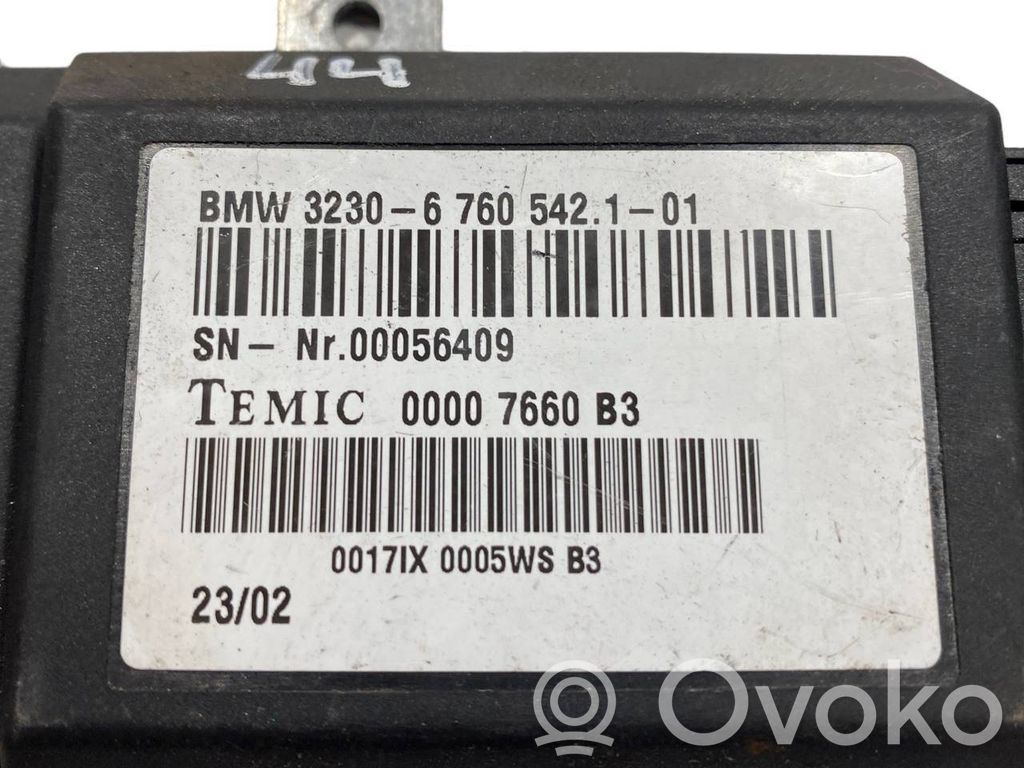 44
BMW 3230-6 760 542.1-01
SN- Nr.00056409
TEMIC 0000 7660 B3
0017IX 0005WS B3
23/02
Ovoko